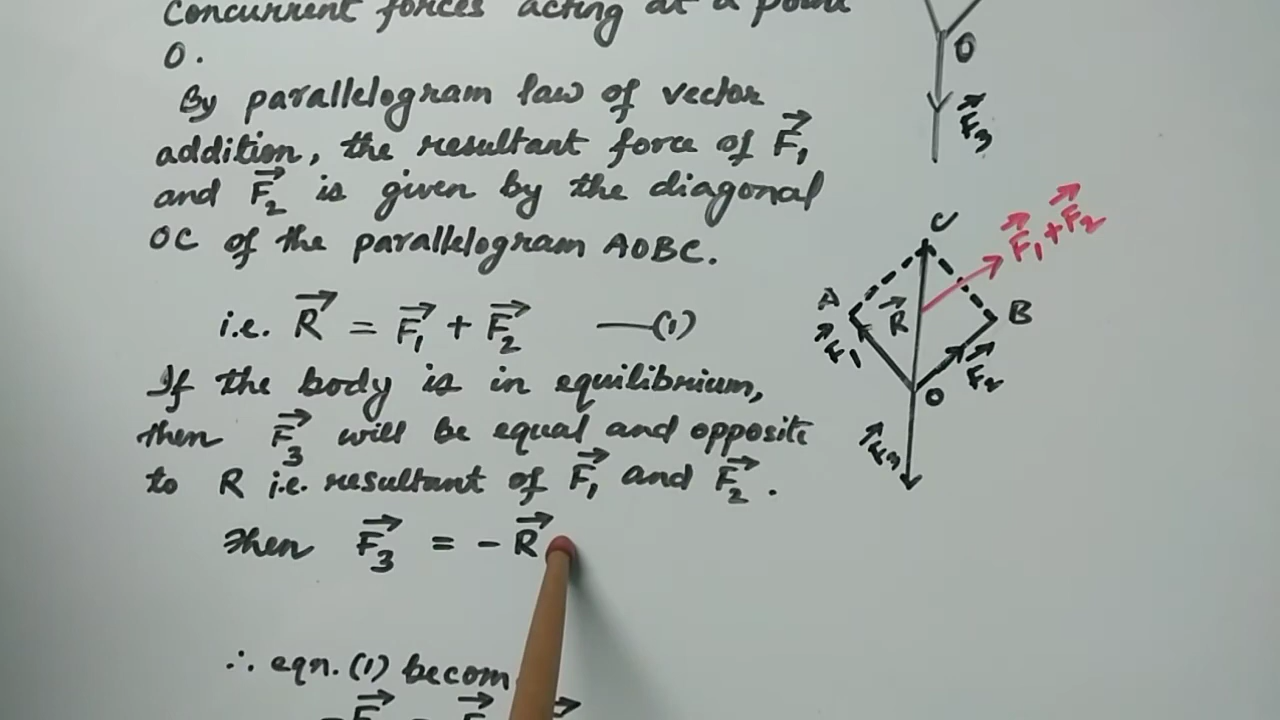 Concurrent forces acting at a point
O.
By parallelogram law of vector
addition, the resultant force of F⃗₁
and F⃗₂ is given by the diagonal
OC of the parallelogram AOBC.
i.e. R⃗ = F⃗₁ + F⃗₂ —(1)
If the body is in equilibrium,
then F⃗₃ will be equal and opposite
to R i.e. resultant of F⃗₁ and F⃗₂.
Then F⃗₃ = - R⃗
∴ eqn. (1) becom
O
F⃗₃
C
F⃗₁ + F⃗₂
A
R⃗
B
F⃗₁
F⃗₂
O
F⃗₃